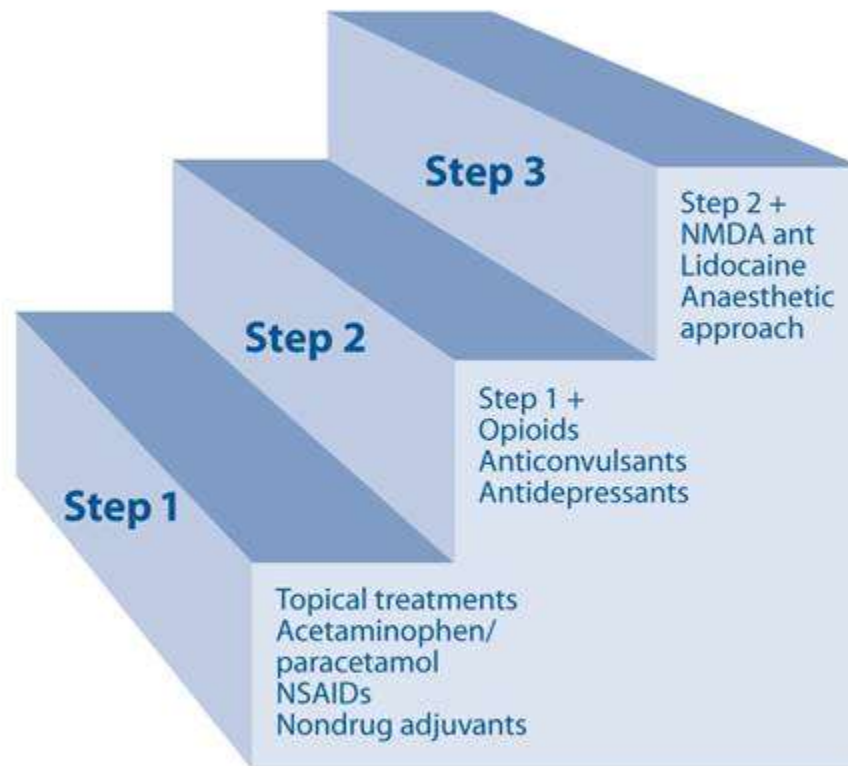 Step 3
Step 2 +
NMDA ant
Lidocaine
Anaesthetic
approach
Step 2
Step 1 +
Opioids
Anticonvulsants
Antidepressants
Step 1
Topical treatments
Acetaminophen/
paracetamol
NSAIDs
Nondrug adjuvants